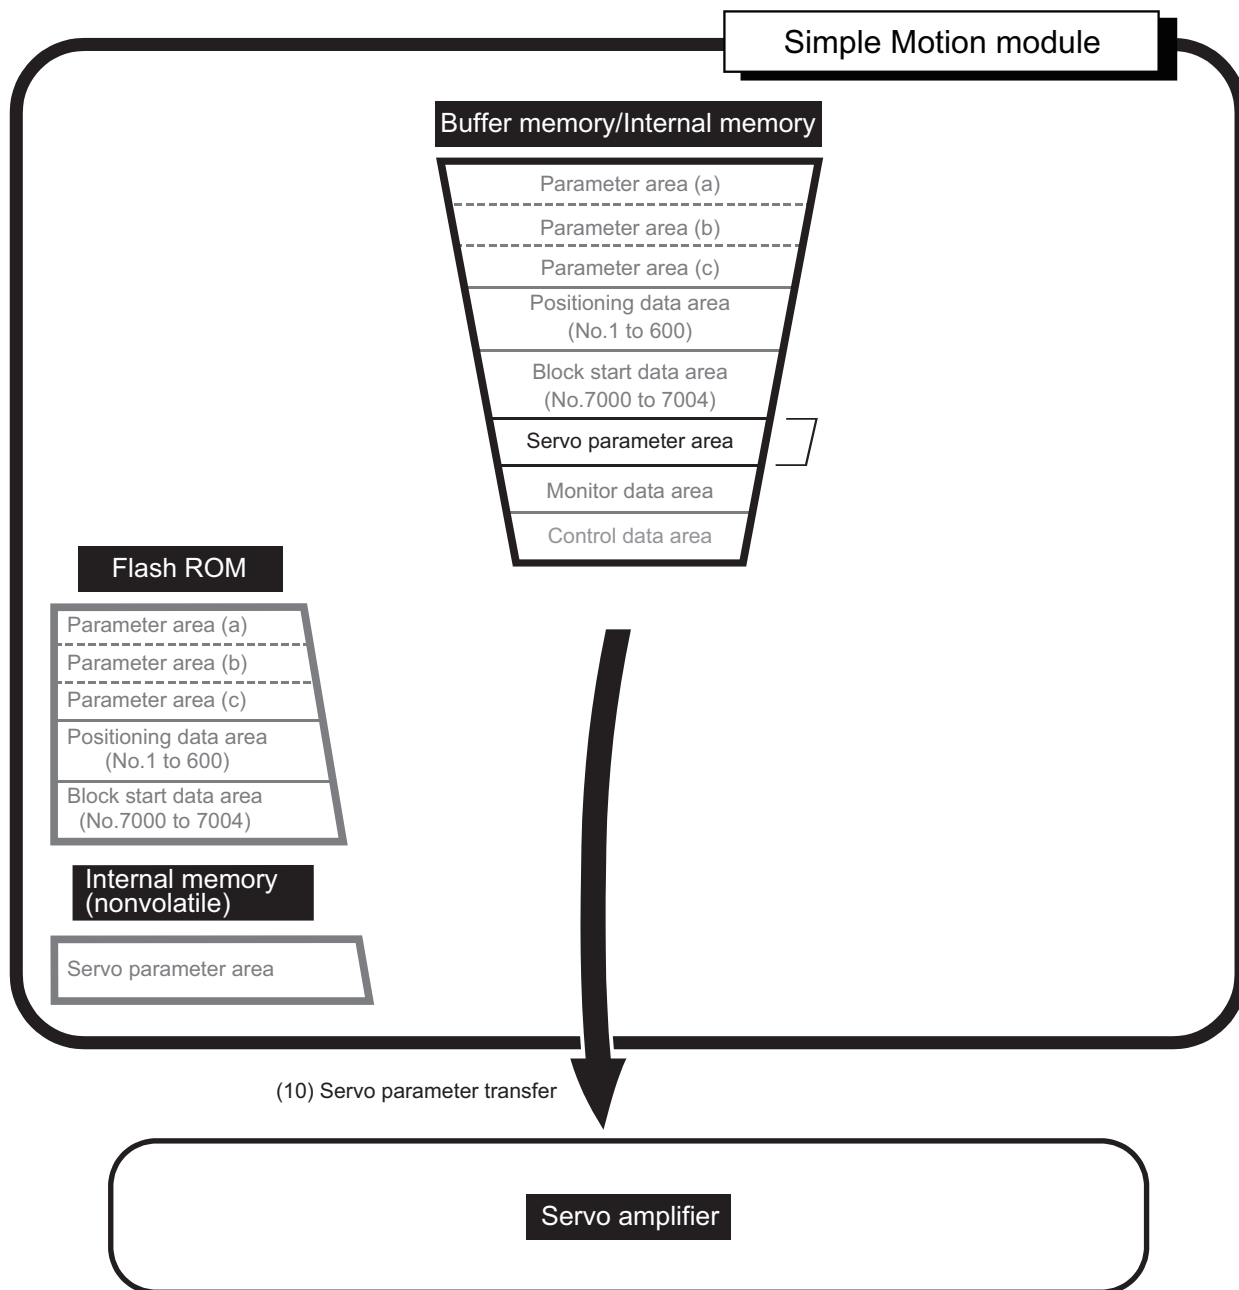 Simple Motion module
Buffer memory/Internal memory
Parameter area (a)
Parameter area (b)
Parameter area (c)
Positioning data area
(No.1 to 600)
Block start data area
(No.7000 to 7004)
Servo parameter area
Monitor data area
Control data area
Flash ROM
Parameter area (a)
Parameter area (b)
Parameter area (c)
Positioning data area
(No.1 to 600)
Block start data area
(No.7000 to 7004)
Internal memory
(nonvolatile)
Servo parameter area
(10) Servo parameter transfer
Servo amplifier